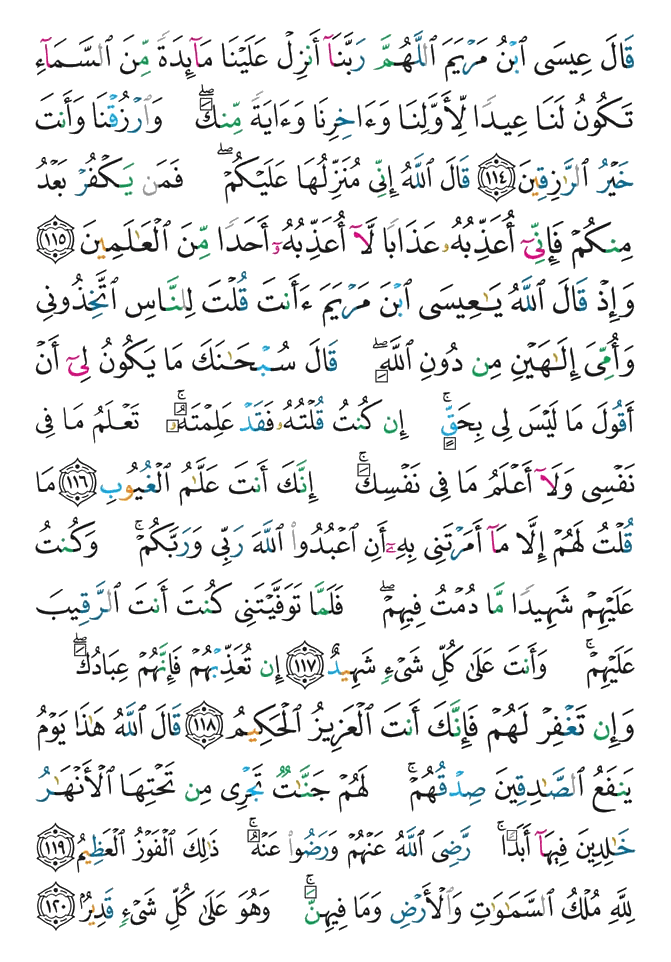 قَالَ عِيسَى ٱبْنُ مَرْيَمَ ٱللَّهُمَّ رَبَّنَآ أَنزِلْ عَلَيْنَا مَآئِدَةً مِّنَ ٱلسَّمَآءِ
تَكُونُ لَنَا عِيدًا لِّأَوَّلِنَا وَءَاخِرِنَا وَءَايَةً مِّنكَ ۖ وَٱرْزُقْنَا وَأَنتَ
خَيْرُ ٱلرَّٰزِقِينَ ١١٤ قَالَ ٱللَّهُ إِنِّى مُنَزِّلُهَا عَلَيْكُمْ ۖ فَمَن يَكْفُرْ بَعْدُ
مِنكُمْ فَإِنِّىٓ أُعَذِّبُهُۥ عَذَابًا لَّآ أُعَذِّبُهُۥٓ أَحَدًا مِّنَ ٱلْعَٰلَمِينَ ١١٥
وَإِذْ قَالَ ٱللَّهُ يَٰعِيسَى ٱبْنَ مَرْيَمَ ءَأَنتَ قُلْتَ لِلنَّاسِ ٱتَّخِذُونِى
وَأُمِّىَ إِلَٰهَيْنِ مِن دُونِ ٱللَّهِ ۖ قَالَ سُبْحَٰنَكَ مَا يَكُونُ لِىٓ أَنْ
أَقُولَ مَا لَيْسَ لِى بِحَقٍّ ۚ إِن كُنتُ قُلْتُهُۥ فَقَدْ عَلِمْتَهُۥ ۚ تَعْلَمُ مَا فِى
نَفْسِى وَلَآ أَعْلَمُ مَا فِى نَفْسِكَ ۚ إِنَّكَ أَنتَ عَلَّٰمُ ٱلْغُيُوبِ ١١٦ مَا
قُلْتُ لَهُمْ إِلَّا مَآ أَمَرْتَنِى بِهِۦٓ أَنِ ٱعْبُدُوا۟ ٱللَّهَ رَبِّى وَرَبَّكُمْ ۚ وَكُنتُ
عَلَيْهِمْ شَهِيدًا مَّا دُمْتُ فِيهِمْ ۖ فَلَمَّا تَوَفَّيْتَنِى كُنتَ أَنتَ ٱلرَّقِيبَ
عَلَيْهِمْ ۚ وَأَنتَ عَلَىٰ كُلِّ شَىْءٍ شَهِيدٌ ١١٧ إِن تُعَذِّبْهُمْ فَإِنَّهُمْ عِبَادُكَ ۖ
وَإِن تَغْفِرْ لَهُمْ فَإِنَّكَ أَنتَ ٱلْعَزِيزُ ٱلْحَكِيمُ ١١٨ قَالَ ٱللَّهُ هَٰذَا يَوْمُ
يَنفَعُ ٱلصَّٰدِقِينَ صِدْقُهُمْ ۚ لَهُمْ جَنَّٰتٌ تَجْرِى مِن تَحْتِهَا ٱلْأَنْهَٰرُ
خَٰلِدِينَ فِيهَآ أَبَدًا ۚ رَّضِىَ ٱللَّهُ عَنْهُمْ وَرَضُوا۟ عَنْهُ ۚ ذَٰلِكَ ٱلْفَوْزُ ٱلْعَظِيمُ ١١٩
لِلَّهِ مُلْكُ ٱلسَّمَٰوَٰتِ وَٱلْأَرْضِ وَمَا فِيهِنَّ ۚ وَهُوَ عَلَىٰ كُلِّ شَىْءٍ قَدِيرٌۢ ١٢٠